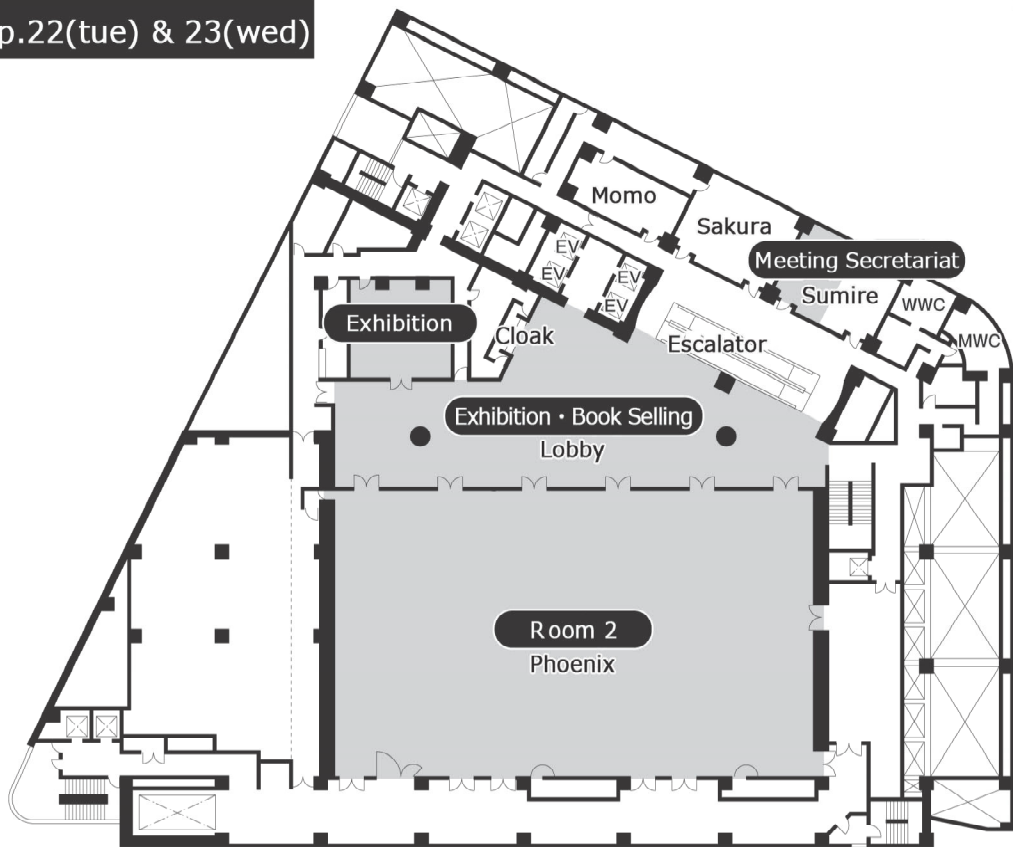 p.22(tue) & 23(wed)
Momo
Sakura
Meeting Secretariat
Sumire
WWC
MWC
EV
EV
EV
EV
Exhibition
Cloak
Escalator
Exhibition・Book Selling
Lobby
Room 2
Phoenix